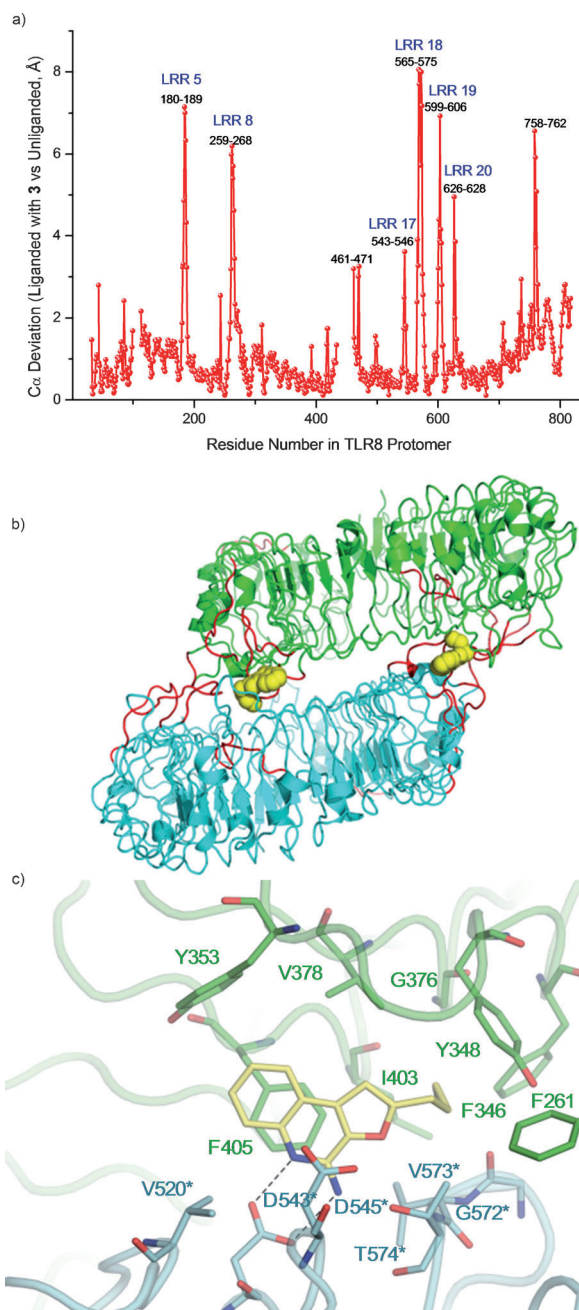 a)
LRR 18
565-575
LRR 5
180-189
LRR 19
599-606
LRR 8
259-268
758-762
LRR 20
626-628
LRR 17
543-546
461-471
8
6
4
2
0
Cα Deviation (Liganded with 3 vs Unliganded, Å)
200 400 600 800
Residue Number in TLR8 Protomer
b)
c)
Y353
V378
G376
Y348
I403
F346
F261
F405
V520*
D543*
D545*
V573*
G572*
T574*